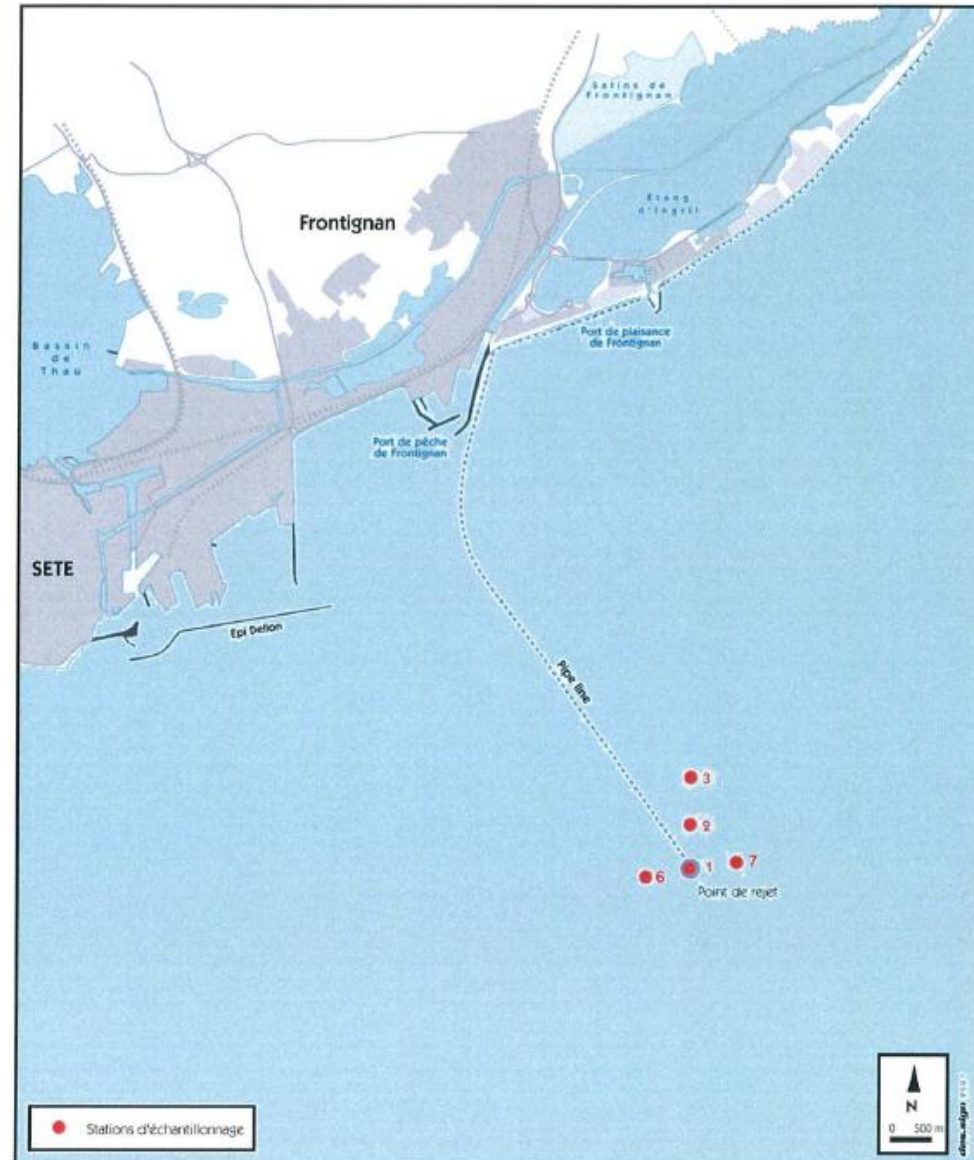 Salins de
Frontignan
Etang
d'Ingril
Frontignan
Port de plaisance
de Frontignan
Bassin
de
Thau
Port de pêche
de Frontignan
SETE
Epi Dellon
Pipe line
3
2
1
7
6
Point de rejet
Stations d'échantillonnage
N
0 500 m